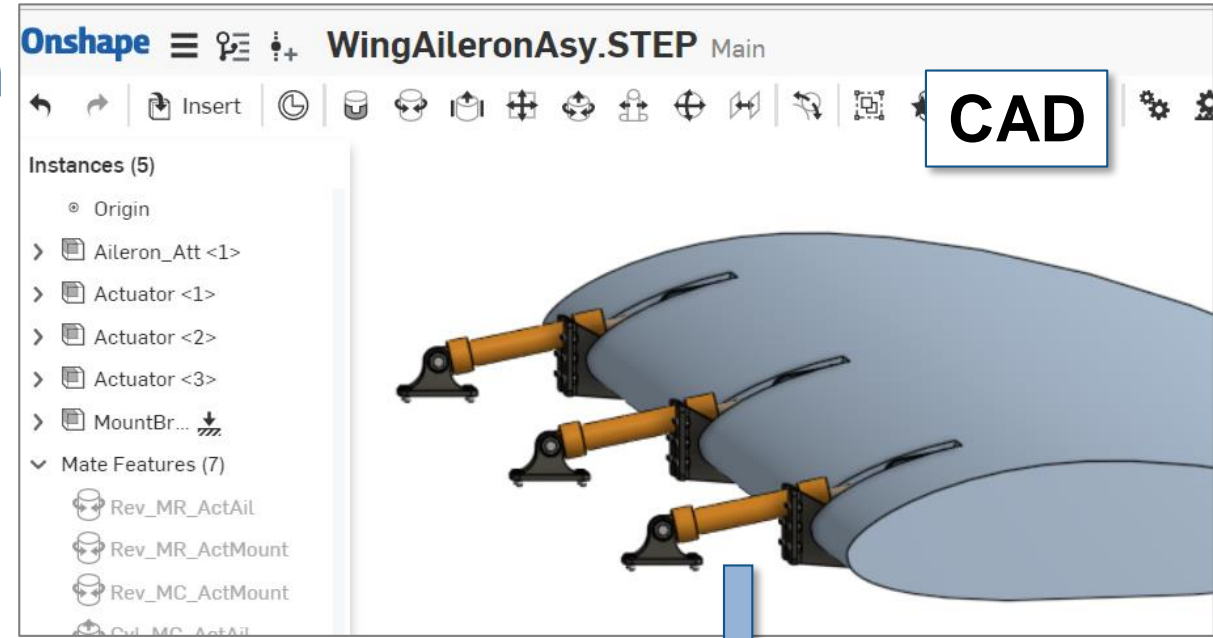 Onshape WingAileronAsy.STEP Main
Insert
CAD
Instances (5)
Origin
Aileron_Att <1>
Actuator <1>
Actuator <2>
Actuator <3>
MountBr...
Mate Features (7)
Rev_MR_ActAil
Rev_MR_ActMount
Rev_MC_ActMount
Cyl_MC_ActAil